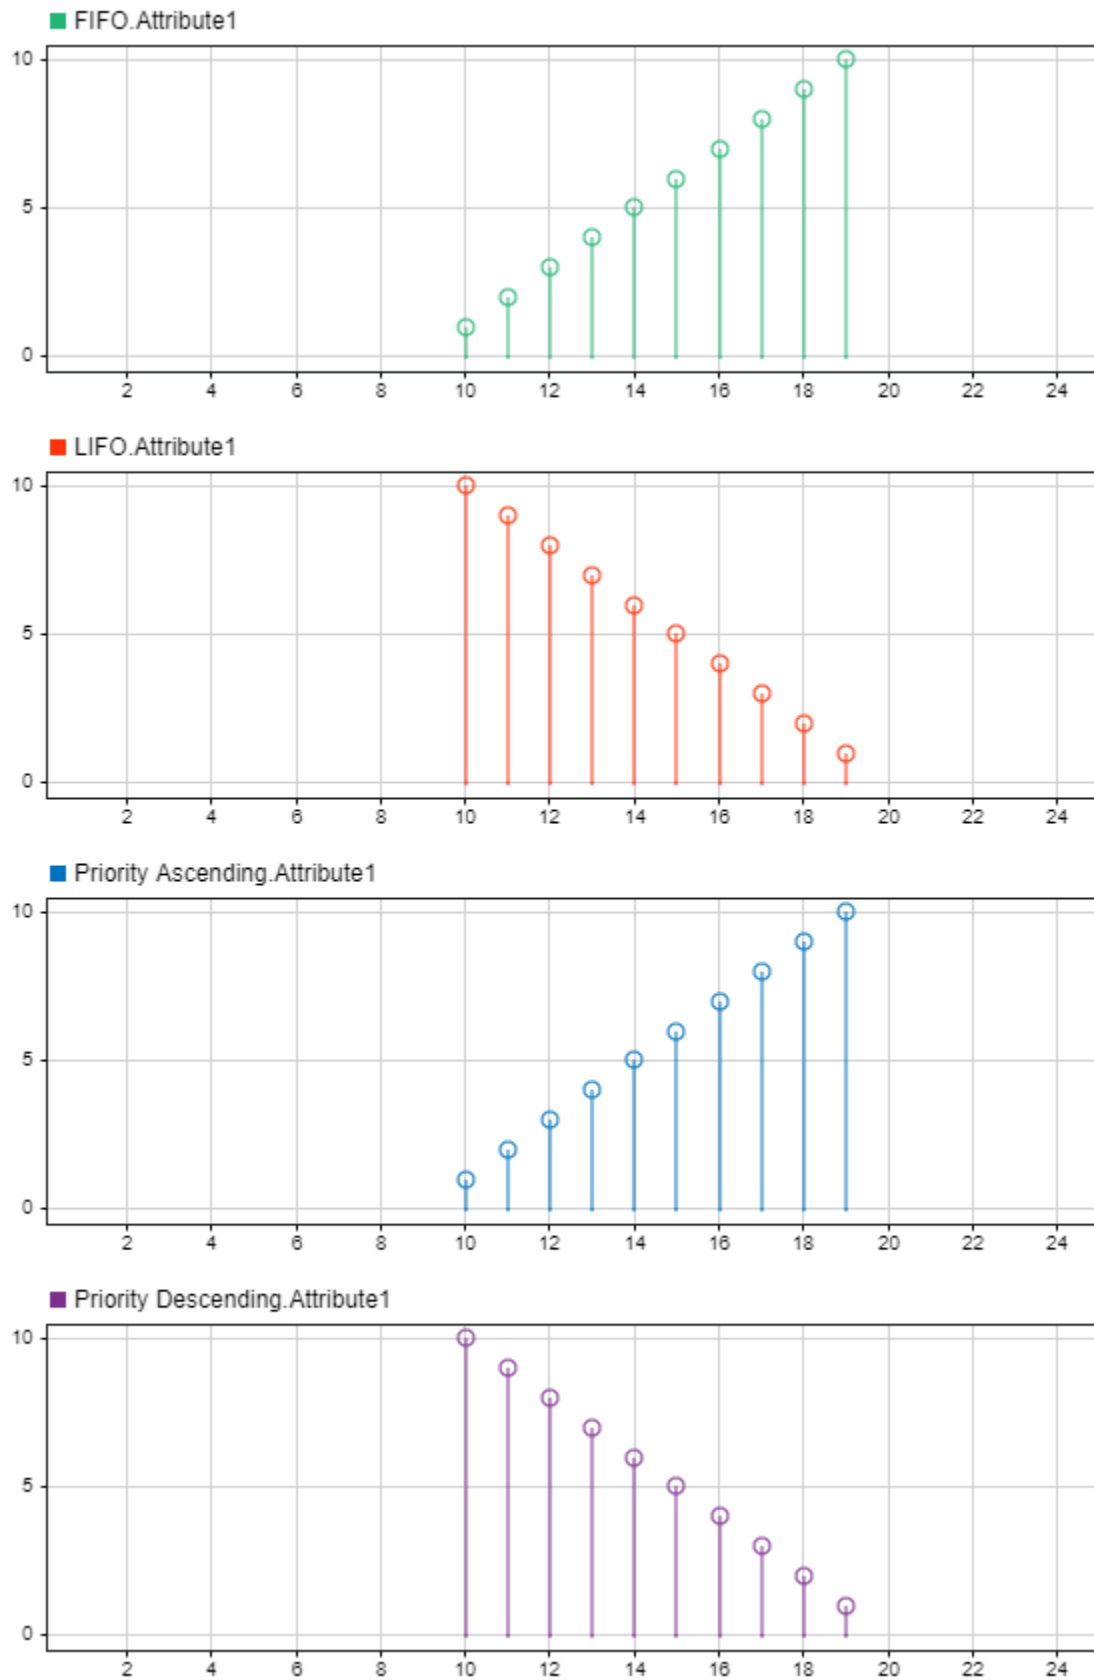 FIFO.Attribute1
10
5
0
2 4 6 8 10 12 14 16 18 20 22 24
LIFO.Attribute1
10
5
0
2 4 6 8 10 12 14 16 18 20 22 24
Priority Ascending.Attribute1
10
5
0
2 4 6 8 10 12 14 16 18 20 22 24
Priority Descending.Attribute1
10
5
0
2 4 6 8 10 12 14 16 18 20 22 24